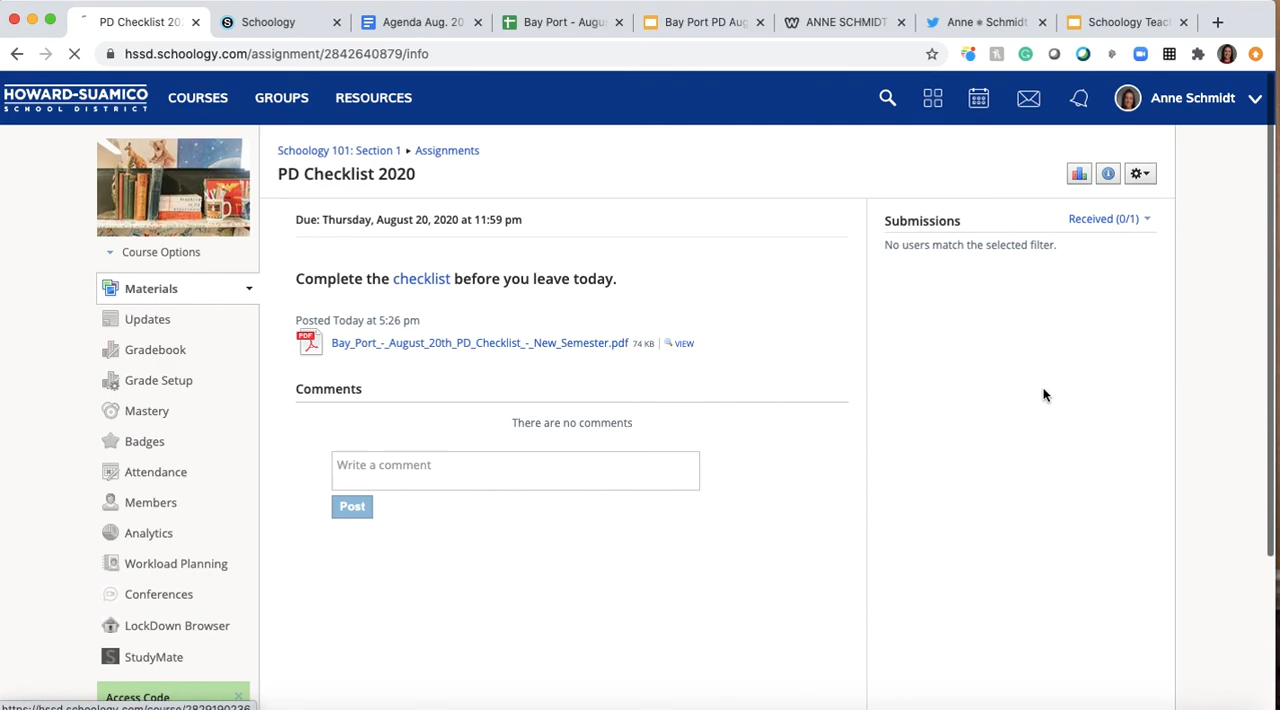 PD Checklist 202
Schoology
Agenda Aug. 20
Bay Port - Augus
Bay Port PD Aug
ANNE SCHMIDT
Anne ⁕ Schmidt
Schoology Teac
hssd.schoology.com/assignment/2842640879/info
HOWARD-SUAMICO
SCHOOL DISTRICT
COURSES GROUPS RESOURCES
Anne Schmidt
Schoology 101: Section 1 ▸ Assignments
PD Checklist 2020
Course Options
Materials
Updates
Gradebook
Grade Setup
Mastery
Badges
Attendance
Members
Analytics
Workload Planning
Conferences
LockDown Browser
StudyMate
Access Code
Due: Thursday, August 20, 2020 at 11:59 pm
Complete the checklist before you leave today.
Posted Today at 5:26 pm
PDF
Bay_Port_-_August_20th_PD_Checklist_-_New_Semester.pdf 74 KB VIEW
Comments
There are no comments
Write a comment
Post
Submissions
Received (0/1)
No users match the selected filter.
https://hssd.schoology.com/course/2829190236